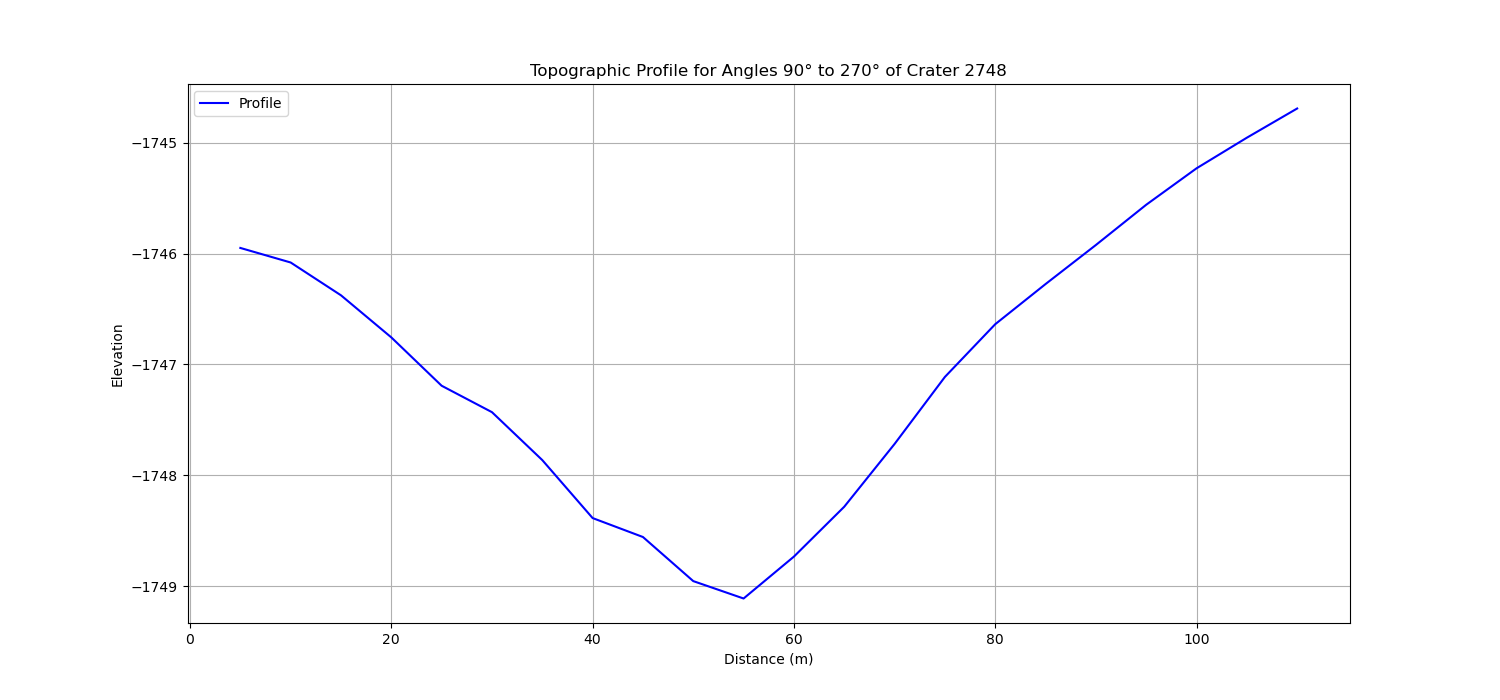 Topographic Profile for Angles 90° to 270° of Crater 2748
Profile
−1745
−1746
−1747
−1748
−1749
Elevation
0 20 40 60 80 100
Distance (m)